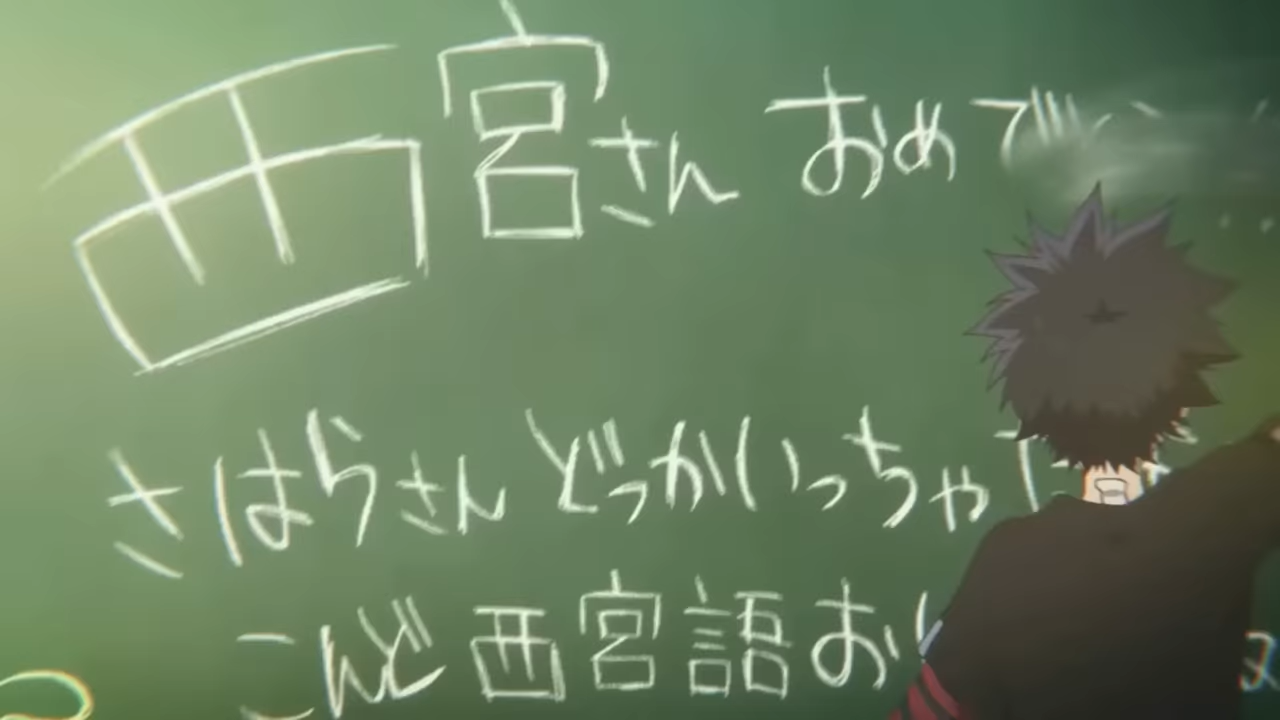 西宮さん おめで
さはらさん どっかいっちゃ
こんど 西宮語 お